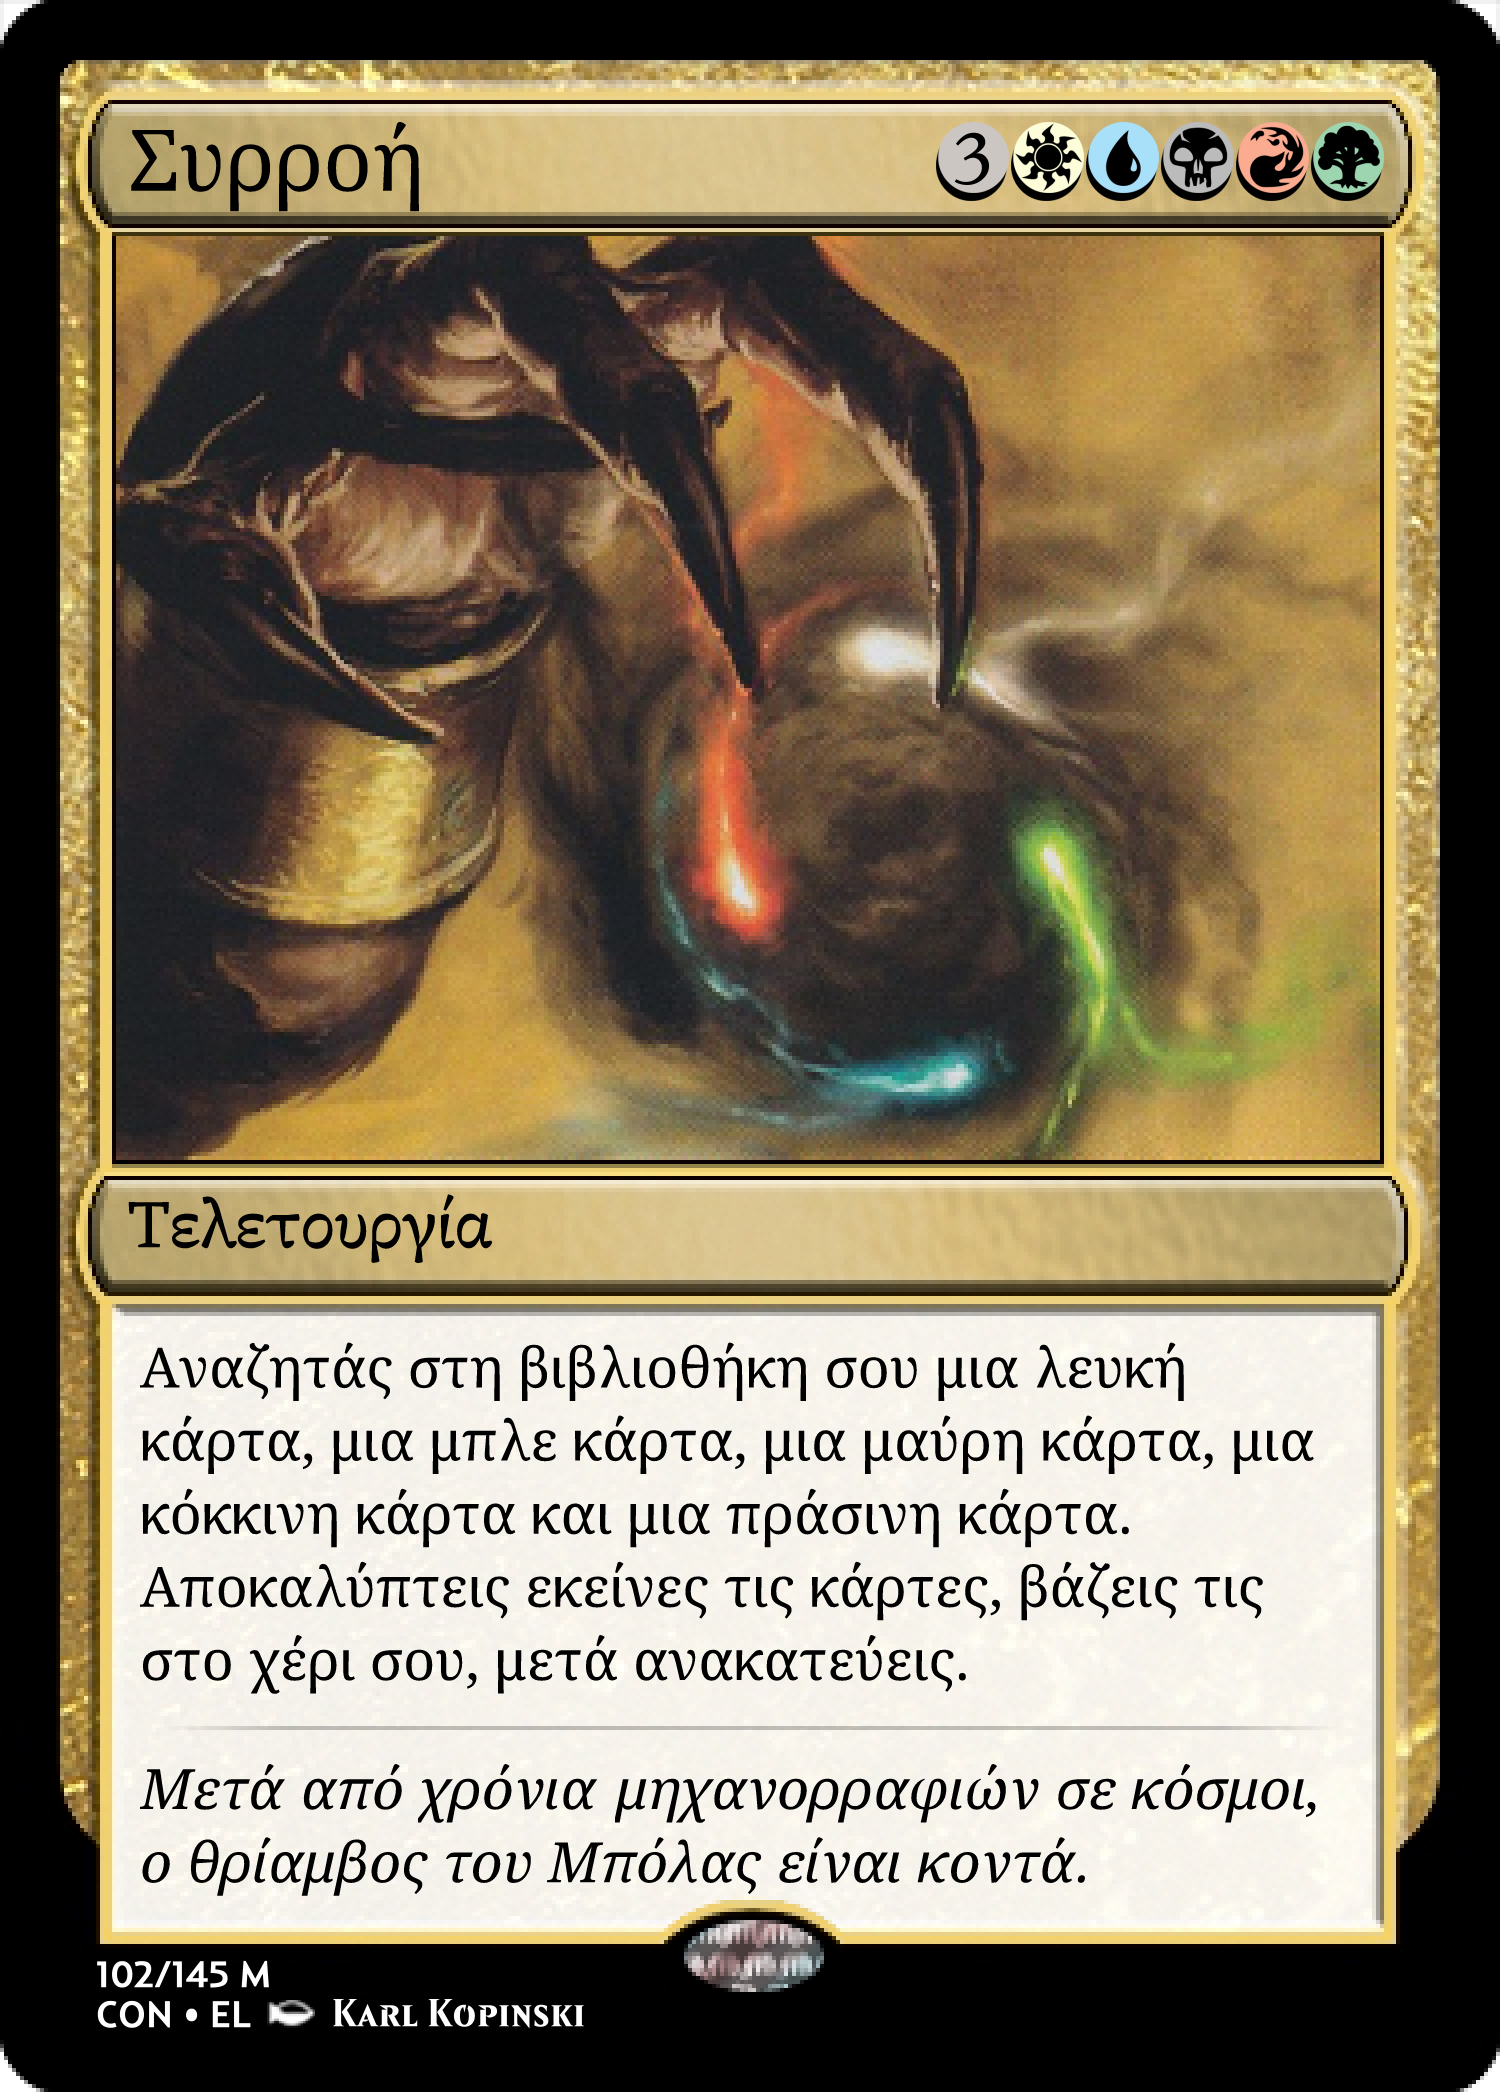 Συρροή 3
Τελετουργία
Αναζητάς στη βιβλιοθήκη σου μια λευκή
κάρτα, μια μπλε κάρτα, μια μαύρη κάρτα, μια
κόκκινη κάρτα και μια πράσινη κάρτα.
Αποκαλύπτεις εκείνες τις κάρτες, βάζεις τις
στο χέρι σου, μετά ανακατεύεις.
Μετά από χρόνια μηχανορραφιών σε κόσμοι,
ο θρίαμβος του Μπόλας είναι κοντά.
102/145 M
CON • EL KARL KOPINSKI